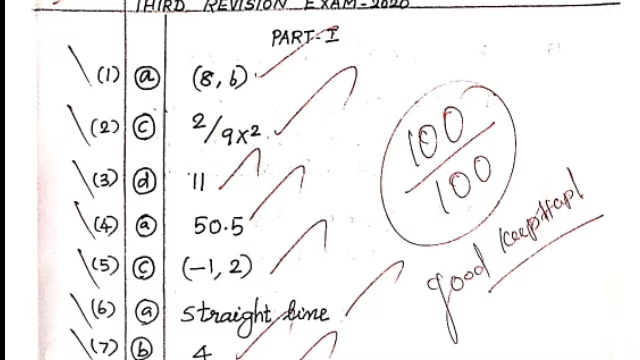 THIRD REVISION EXAM-2020
PART-I
(1) a (8, 6)
(2) c 2/9x2
(3) d 11
(4) a 50.5
(5) c (-1, 2)
(6) a straight line
(7) b 4
100
100
good keep it up!